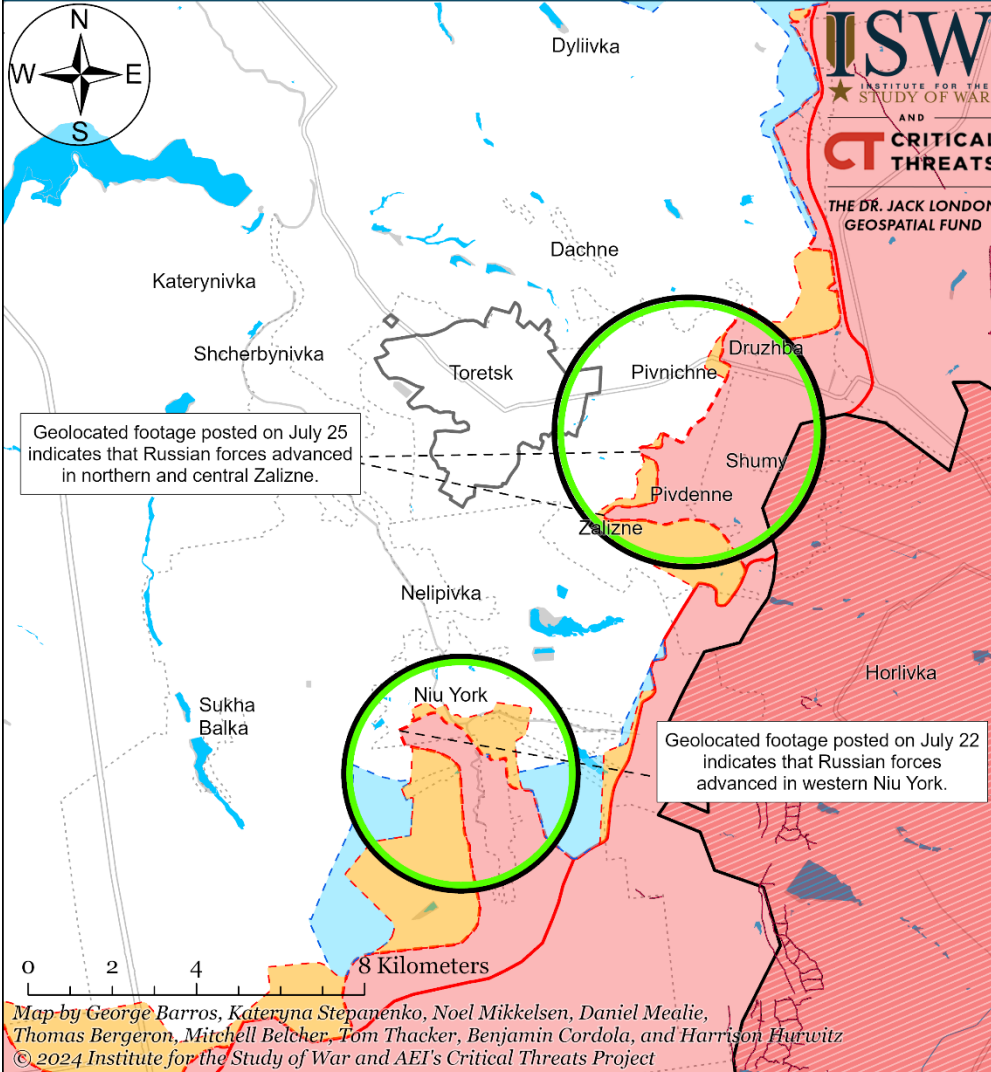 N
W
E
S
Dyliivka
ISW
INSTITUTE FOR THE
STUDY OF WAR
AND
CT CRITICAL
THREATS
THE DR. JACK LONDON
GEOSPATIAL FUND
Dachne
Katerynivka
Shcherbynivka
Toretsk
Druzhba
Pivnichne
Geolocated footage posted on July 25
indicates that Russian forces advanced
in northern and central Zalizne.
Shumy
Pivdenne
Zalizne
Nelipivka
Horlivka
Niu York
Sukha
Balka
Geolocated footage posted on July 22
indicates that Russian forces
advanced in western Niu York.
0 2 4 8 Kilometers
Map by George Barros, Kateryna Stepanenko, Noel Mikkelsen, Daniel Mealie,
Thomas Bergeron, Mitchell Belcher, Tom Thacker, Benjamin Cordola, and Harrison Hurwitz
© 2024 Institute for the Study of War and AEI's Critical Threats Project